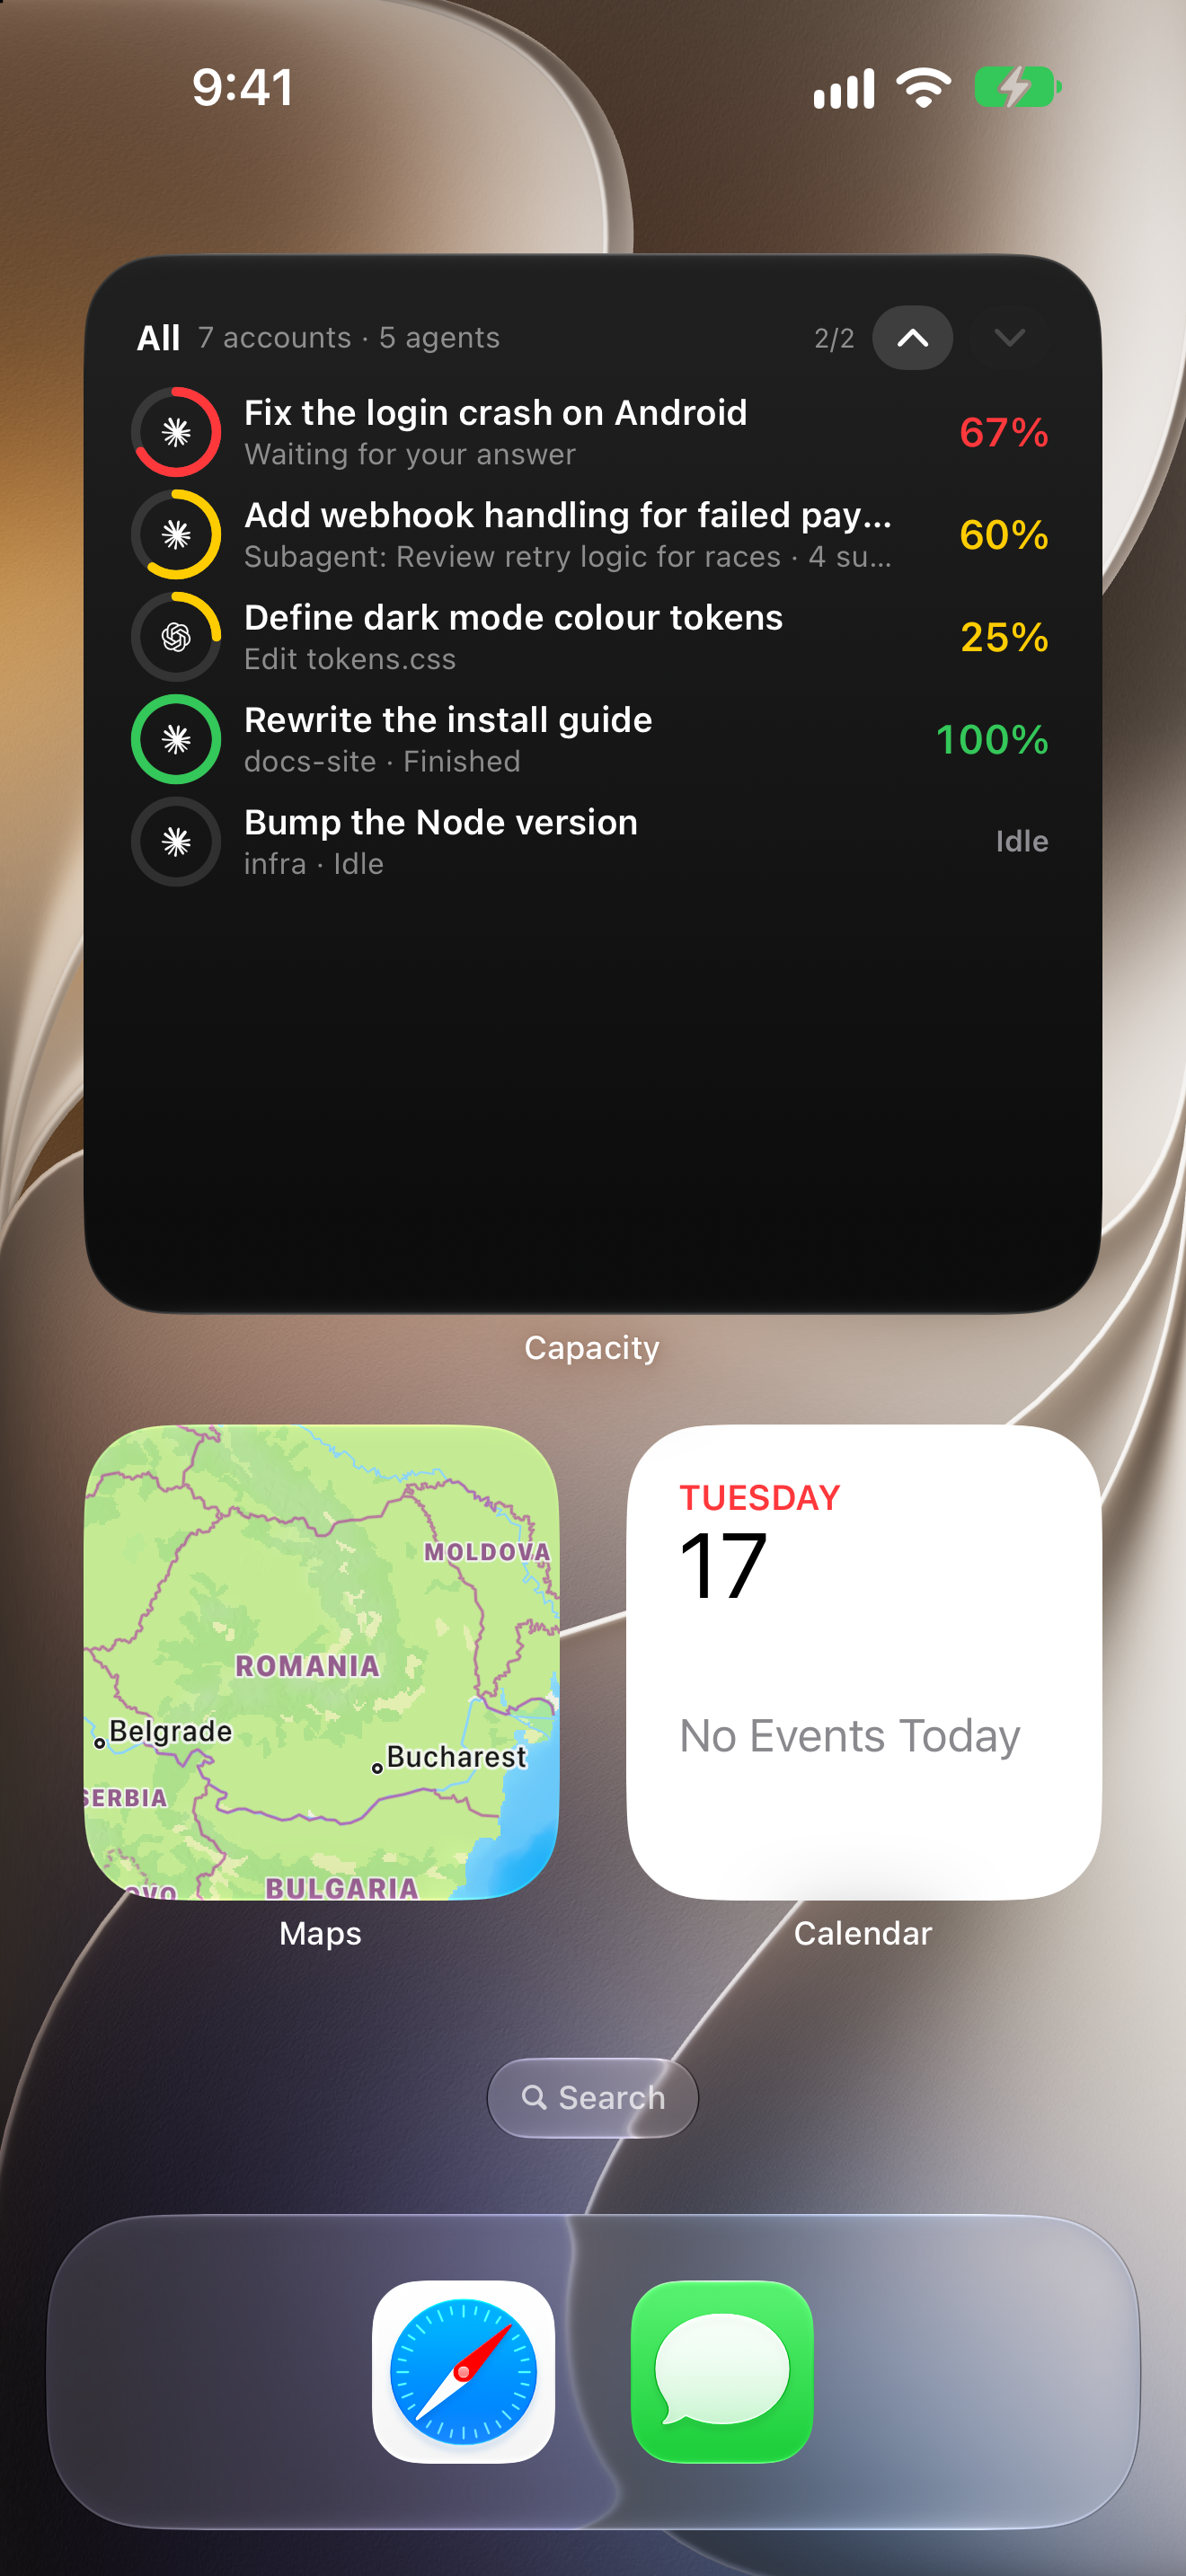 9:41
All 7 accounts · 5 agents 2/2
Fix the login crash on Android
Waiting for your answer
67%
Add webhook handling for failed pay...
Subagent: Review retry logic for races · 4 su...
60%
Define dark mode colour tokens
Edit tokens.css
25%
Rewrite the install guide
docs-site · Finished
100%
Bump the Node version
infra · Idle
Idle
Capacity
MOLDOVA
ROMANIA
Belgrade
Bucharest
SERBIA
OVO
BULGARIA
Maps
TUESDAY
17
No Events Today
Calendar
Search